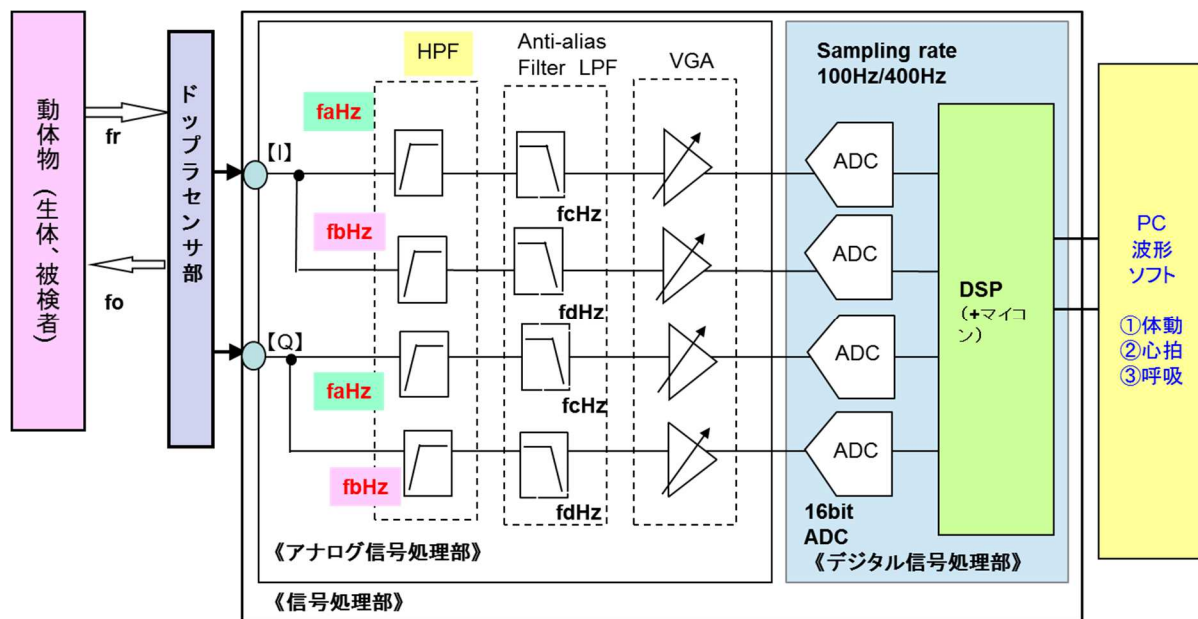 動体物（生体、被検者）
fr
fo
ドップラセンサ部
【I】
【Q】
HPF
Anti-alias
Filter LPF
VGA
faHz
fbHz
faHz
fbHz
fcHz
fdHz
fcHz
fdHz
《アナログ信号処理部》
《信号処理部》
Sampling rate
100Hz/400Hz
ADC
ADC
ADC
ADC
16bit
ADC
DSP
（+マイコ
ン）
《デジタル信号処理部》
PC
波形
ソフト
①体動
②心拍
③呼吸